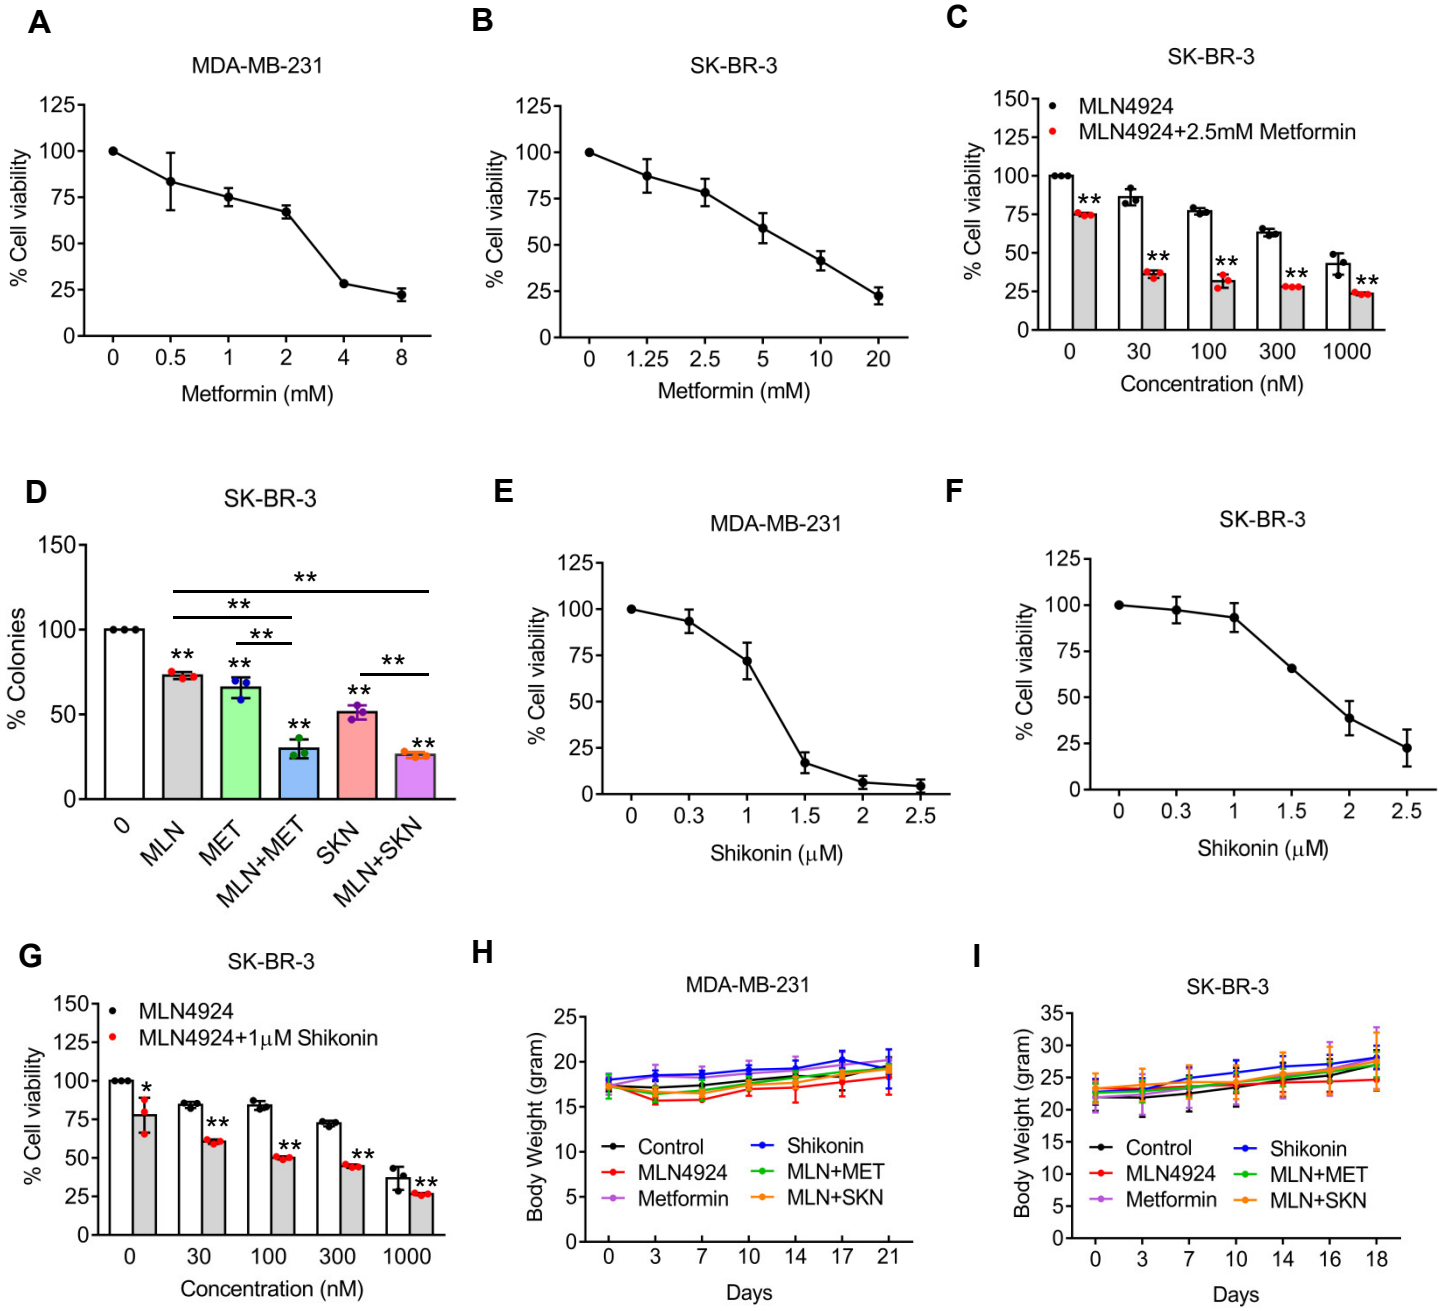 A
MDA-MB-231
% Cell viability
125
100
75
50
25
0
0 0.5 1 2 4 8
Metformin (mM)
B
SK-BR-3
% Cell viability
125
100
75
50
25
0
0 1.25 2.5 5 10 20
Metformin (mM)
C
SK-BR-3
MLN4924
MLN4924+2.5mM Metformin
% Cell viability
150
125
100
75
50
25
0
** ** ** ** **
0 30 100 300 1000
Concentration (nM)
D
SK-BR-3
% Colonies
150
100
50
0
**
**
**
**
** ** ** ** **
0 MLN MET MLN+MET SKN MLN+SKN
E
MDA-MB-231
% Cell viability
125
100
75
50
25
0
0 0.3 1 1.5 2 2.5
Shikonin (μM)
F
SK-BR-3
% Cell viability
125
100
75
50
25
0
0 0.3 1 1.5 2 2.5
Shikonin (μM)
G
SK-BR-3
MLN4924
MLN4924+1μM Shikonin
% Cell viability
150
125
100
75
50
25
0
* ** ** ** **
0 30 100 300 1000
Concentration (nM)
H
MDA-MB-231
Body Weight (gram)
25
20
15
10
5
0
Control
MLN4924
Metformin
Shikonin
MLN+MET
MLN+SKN
0 3 7 10 14 17 21
Days
I
SK-BR-3
Body Weight (gram)
35
30
25
20
15
10
5
0
Control
MLN4924
Metformin
Shikonin
MLN+MET
MLN+SKN
0 3 7 10 14 16 18
Days